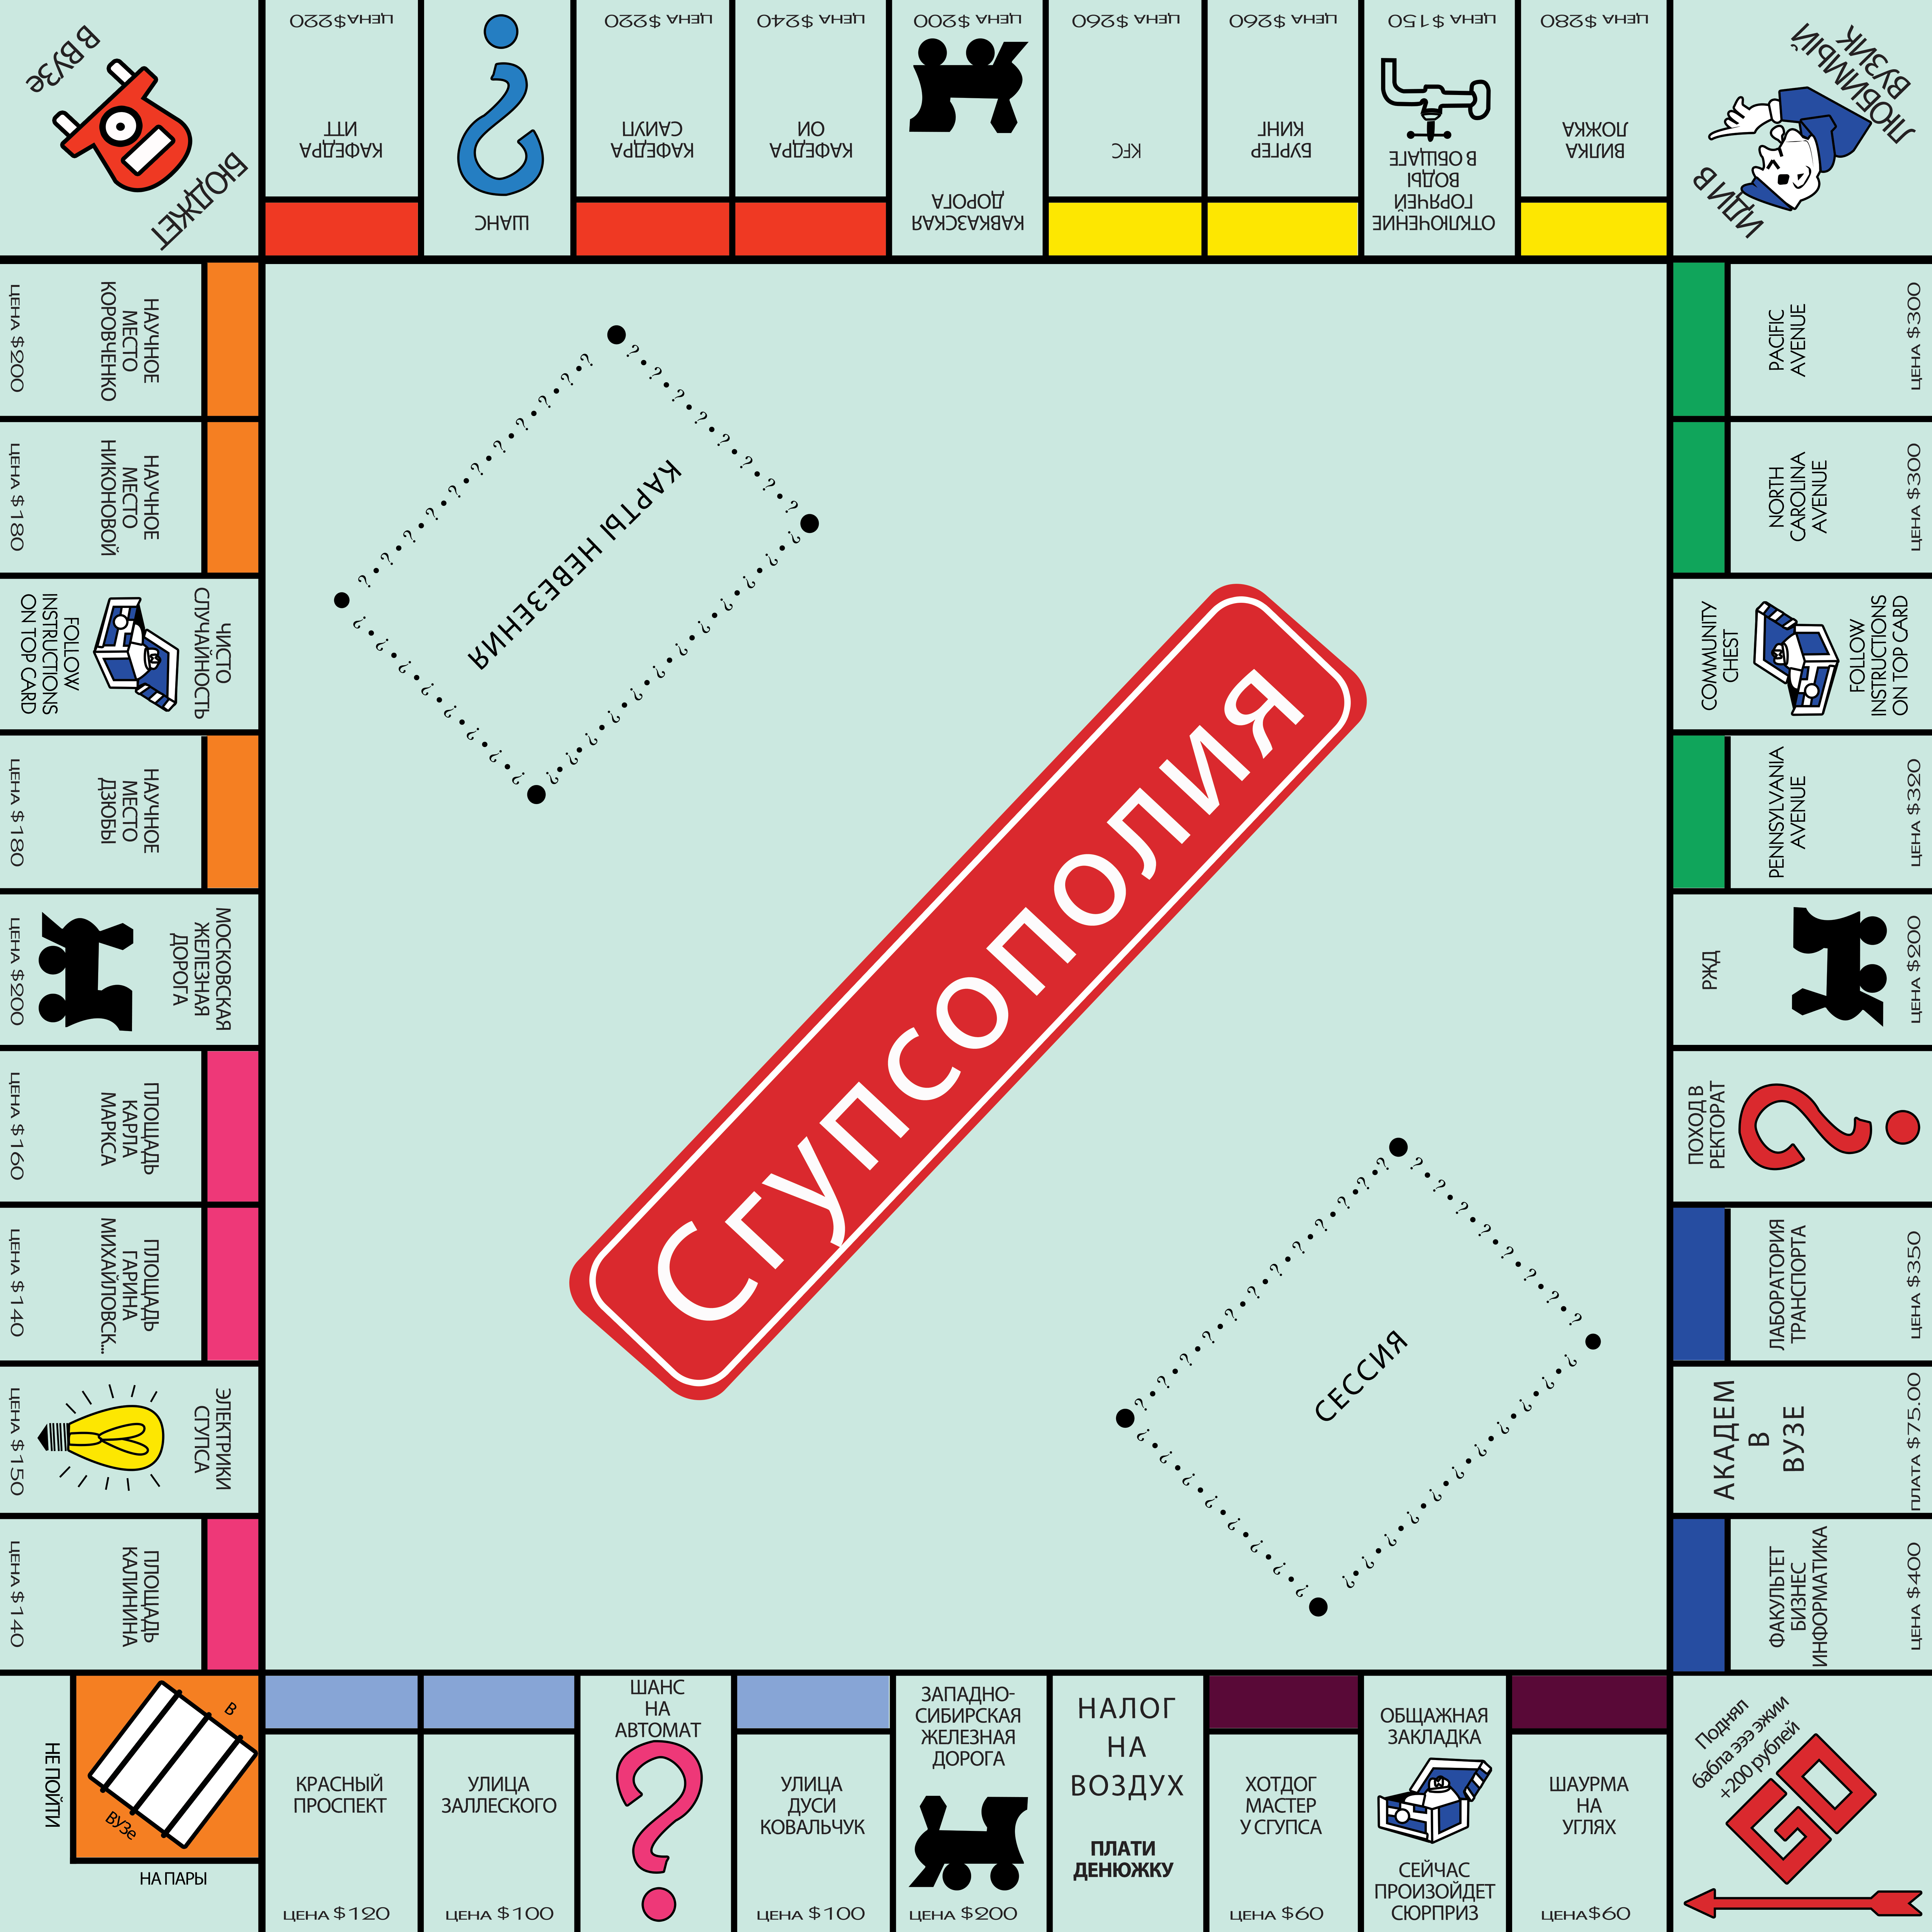 В ВУЗе
БЮДЖЕТ
ЦЕНА $220
КАФЕДРА
ИТТ
ШАНС
ЦЕНА $220
КАФЕДРА
САИУП
ЦЕНА $240
КАФЕДРА
ОИ
ЦЕНА $200
КАВКАЗСКАЯ
ДОРОГА
ЦЕНА $260
KFC
ЦЕНА $260
БУРГЕР
КИНГ
ЦЕНА $150
ОТКЛЮЧЕНИЕ
ГОРЯЧЕЙ
ВОДЫ
В ОБЩАГЕ
ЦЕНА $280
ВИЛКА
ЛОЖКА
ИДИ В
ЛЮБИМЫЙ
ВУЗИК
НАУЧНОЕ
МЕСТО
КОРОВЧЕНКО
ЦЕНА $200
НАУЧНОЕ
МЕСТО
НИКОНОВОЙ
ЦЕНА $180
ЧИСТО
СЛУЧАЙНОСТЬ
FOLLOW
INSTRUCTIONS
ON TOP CARD
НАУЧНОЕ
МЕСТО
ДЗЮБЫ
ЦЕНА $180
МОСКОВСКАЯ
ЖЕЛЕЗНАЯ
ДОРОГА
ЦЕНА $200
ПЛОЩАДЬ
КАРЛА
МАРКСА
ЦЕНА $160
ПЛОЩАДЬ
ГАРИНА
МИХАЙЛОВСК...
ЦЕНА $140
ЭЛЕКТРИКИ
СГУПСА
ЦЕНА $150
ПЛОЩАДЬ
КАЛИНИНА
ЦЕНА $140
КАРТЫ НЕВЕЗЕНИЯ
Сгупсополия
СЕССИЯ
PACIFIC
AVENUE
ЦЕНА $300
NORTH
CAROLINA
AVENUE
ЦЕНА $300
COMMUNITY
CHEST
FOLLOW
INSTRUCTIONS
ON TOP CARD
PENNSYLVANIA
AVENUE
ЦЕНА $320
РЖД
ЦЕНА $200
ПОХОД В
РЕКТОРАТ
ЛАБОРАТОРИЯ
ТРАНСПОРТА
ЦЕНА $350
АКАДЕМ
В
ВУЗЕ
ПЛАТА $75.00
ФАКУЛЬТЕТ
БИЗНЕС
ИНФОРМАТИКА
ЦЕНА $400
НЕ ПОЙТИ
В
ВУЗе
НА ПАРЫ
КРАСНЫЙ
ПРОСПЕКТ
ЦЕНА $120
УЛИЦА
ЗАЛЛЕСКОГО
ЦЕНА $100
ШАНС
НА
АВТОМАТ
УЛИЦА
ДУСИ
КОВАЛЬЧУК
ЦЕНА $100
ЗАПАДНО-
СИБИРСКАЯ
ЖЕЛЕЗНАЯ
ДОРОГА
ЦЕНА $200
НАЛОГ
НА
ВОЗДУХ
ПЛАТИ
ДЕНЮЖКУ
ХОТДОГ
МАСТЕР
У СГУПСА
ЦЕНА $60
ОБЩАЖНАЯ
ЗАКЛАДКА
СЕЙЧАС
ПРОИЗОЙДЕТ
СЮРПРИЗ
ШАУРМА
НА
УГЛЯХ
ЦЕНА$60
Поднял
бабла эээ эжии
+200 рублей
GO